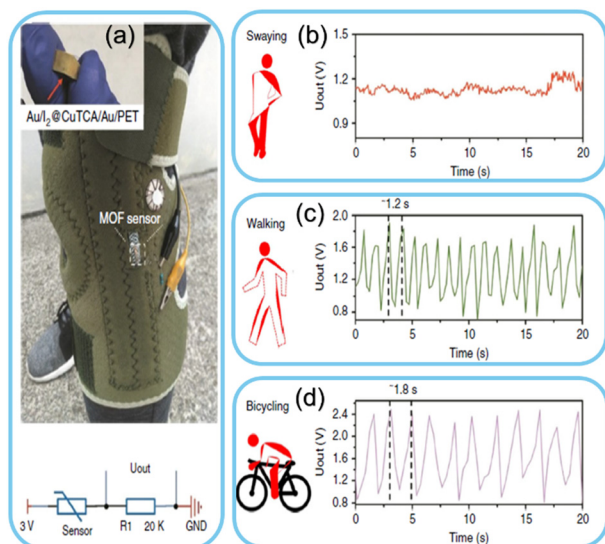 (a)
Au/I₂@CuTCA/Au/PET
MOF sensor
Uout
3 V
Sensor
R1
20 K
GND
Swaying
(b)
Uout (V)
1.5
1.2
0.9
0
5
10
15
20
Time (s)
Walking
(c)
~1.2 s
Uout (V)
2.0
1.6
1.2
0.8
0
5
10
15
20
Time (s)
Bicycling
(d)
~1.8 s
Uout (V)
2.4
2.0
1.6
1.2
0.8
0
5
10
15
20
Time (s)